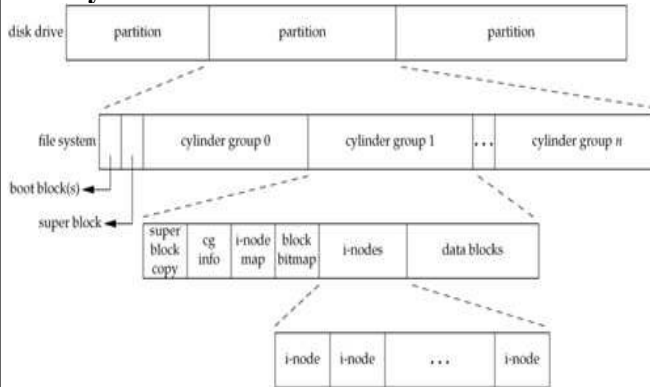 disk drive partition partition partition
file system cylinder group 0 cylinder group 1 ... cylinder group n
boot block(s)
super block
super block copy
cg info
i-node map
block bitmap
i-nodes
data blocks
i-node i-node ... i-node